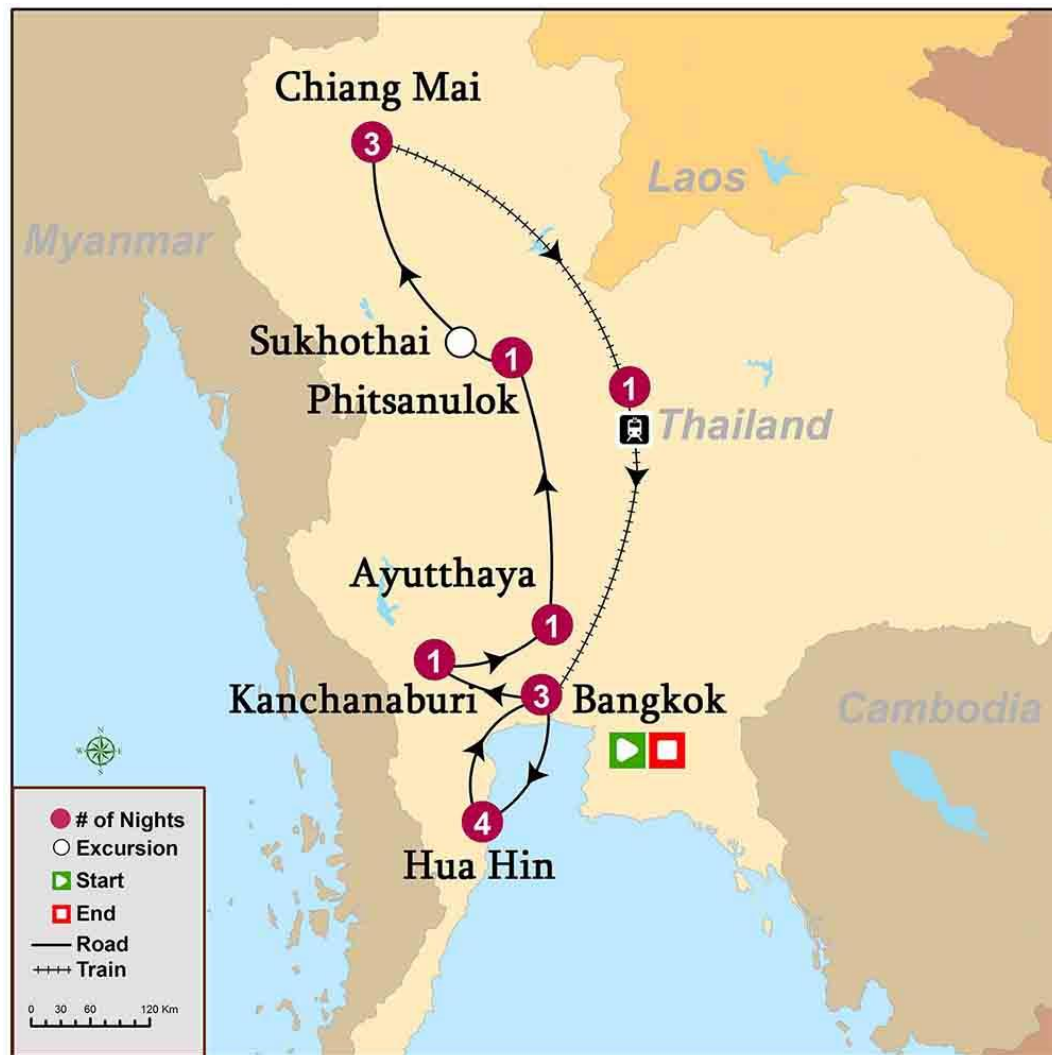 Chiang Mai
3
Laos
Myanmar
Sukhothai
1
Phitsanulok
1
Thailand
Ayutthaya
1
1
Kanchanaburi
3
Bangkok
Cambodia
N
W
E
S
4
Hua Hin
# of Nights
Excursion
Start
End
Road
Train
0 30 60 120 Km